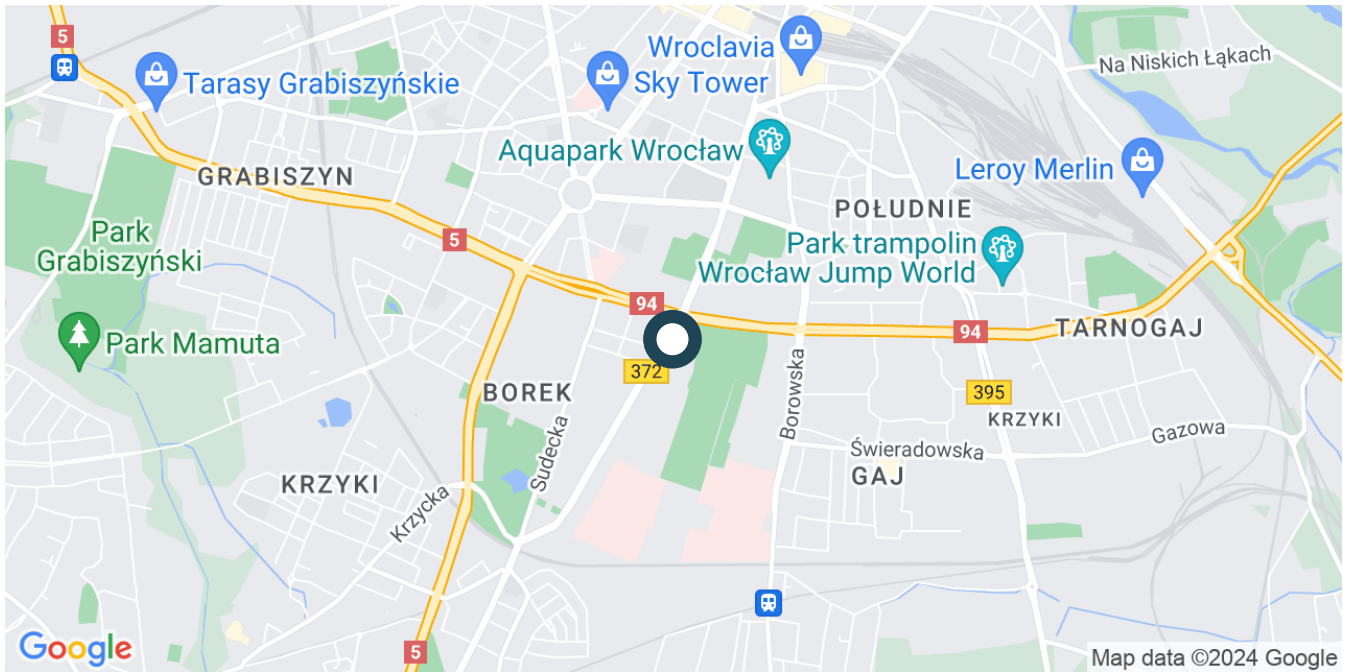 5
Wroclavia
Sky Tower
Na Niskich Łąkach
Tarasy Grabiszyńskie
Aquapark Wrocław
Leroy Merlin
GRABISZYN
POŁUDNIE
Park
Grabiszyński
5
Park trampolin
Wrocław Jump World
94
94
TARNOGAJ
Park Mamuta
372
BOREK
Borowska
395
KRZYKI
Gazowa
Sudecka
Świeradowska
GAJ
KRZYKI
Krzycka
5
Google
Map data ©2024 Google